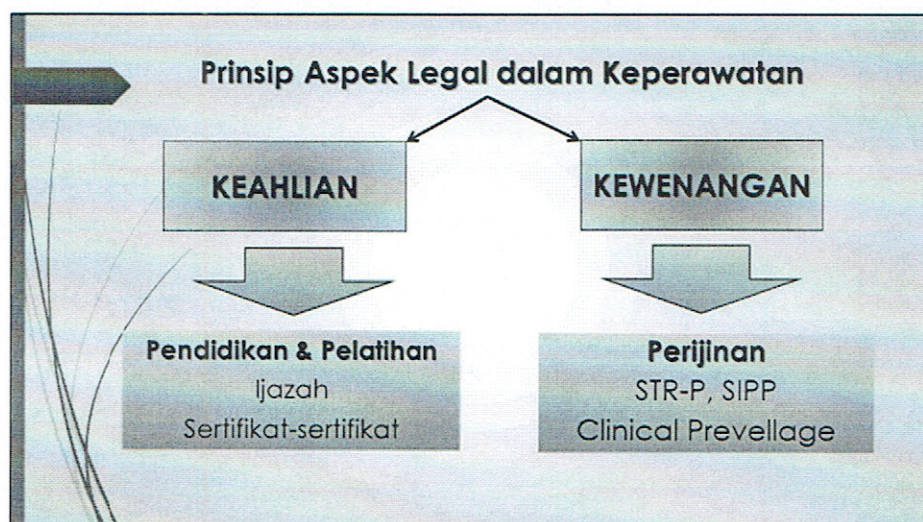 Prinsip Aspek Legal dalam Keperawatan
KEAHLIAN
KEWENANGAN
Pendidikan & Pelatihan
Ijazah
Sertifikat-sertifikat
Perijinan
STR-P, SIPP
Clinical Prevellage